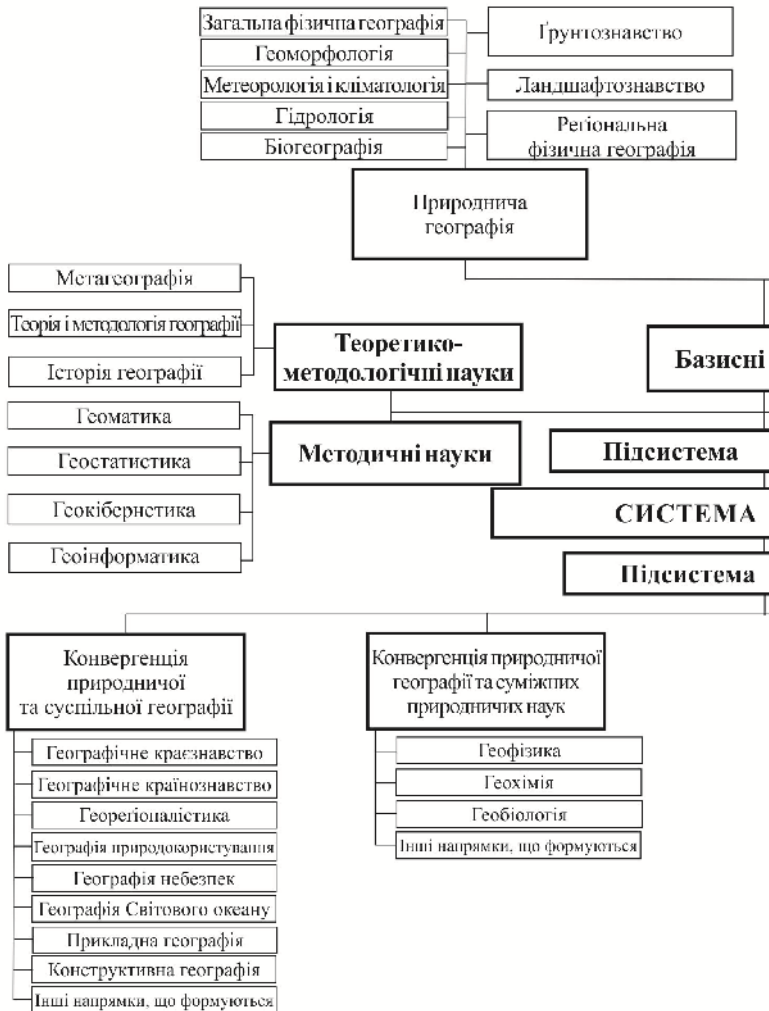 Загальна фізична географія
Геоморфологія
Метеорологія і кліматологія
Гідрологія
Біогеографія
Ґрунтознавство
Ландшафтознавство
Регіональна
фізична географія
Природнича
географія
Метагеографія
Теорія і методологія географії
Історія географії
Теоретико-
методологічні науки
Базисні
Геоматика
Геостатистика
Геокібернетика
Геоінформатика
Методичні науки
Підсистема
СИСТЕМА
Підсистема
Конвергенція
природничої
та суспільної географії
Географічне краєзнавство
Географічне країнознавство
Георегіоналістика
Географія природокористування
Географія небезпек
Географія Світового океану
Прикладна географія
Конструктивна географія
Інші напрямки, що формуються
Конвергенція природничої
географії та суміжних
природничих наук
Геофізика
Геохімія
Геобіологія
Інші напрямки, що формуються